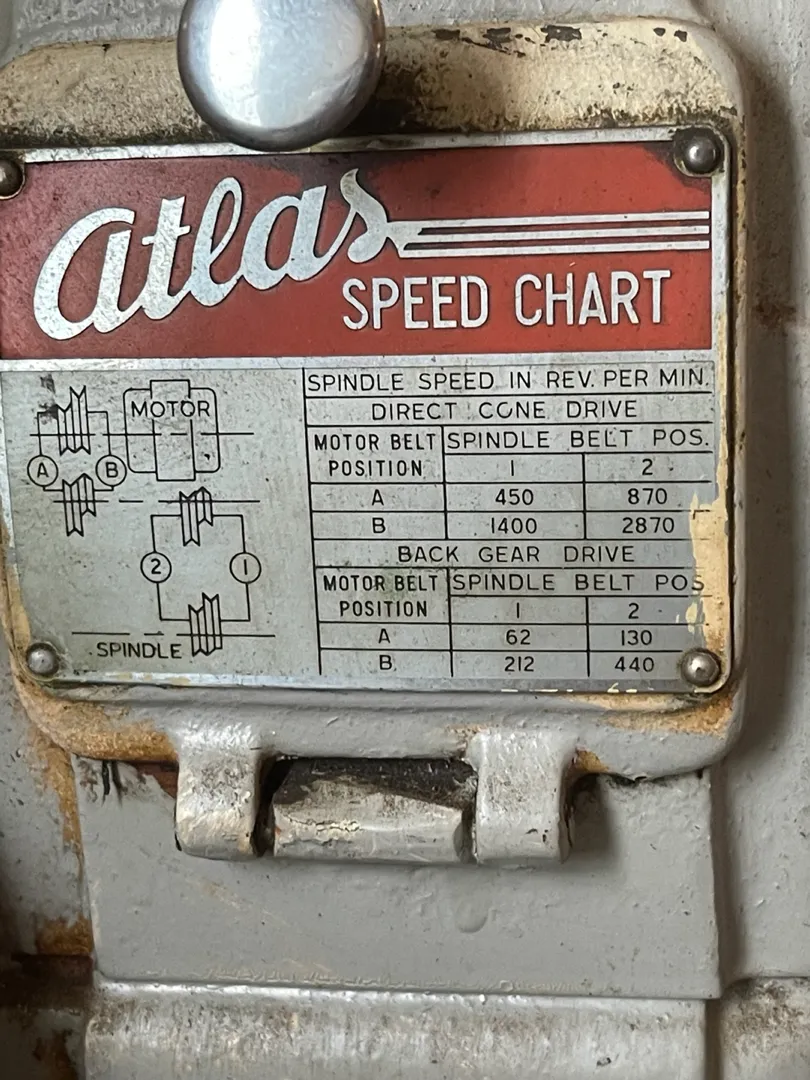 atlas
SPEED CHART
MOTOR
A B
2 1
SPINDLE
SPINDLE SPEED IN REV. PER MIN.
DIRECT CONE DRIVE
MOTOR BELT POSITION SPINDLE BELT POS.
1 2
A 450 870
B 1400 2870
BACK GEAR DRIVE
MOTOR BELT POSITION SPINDLE BELT POS
1 2
A 62 130
B 212 440